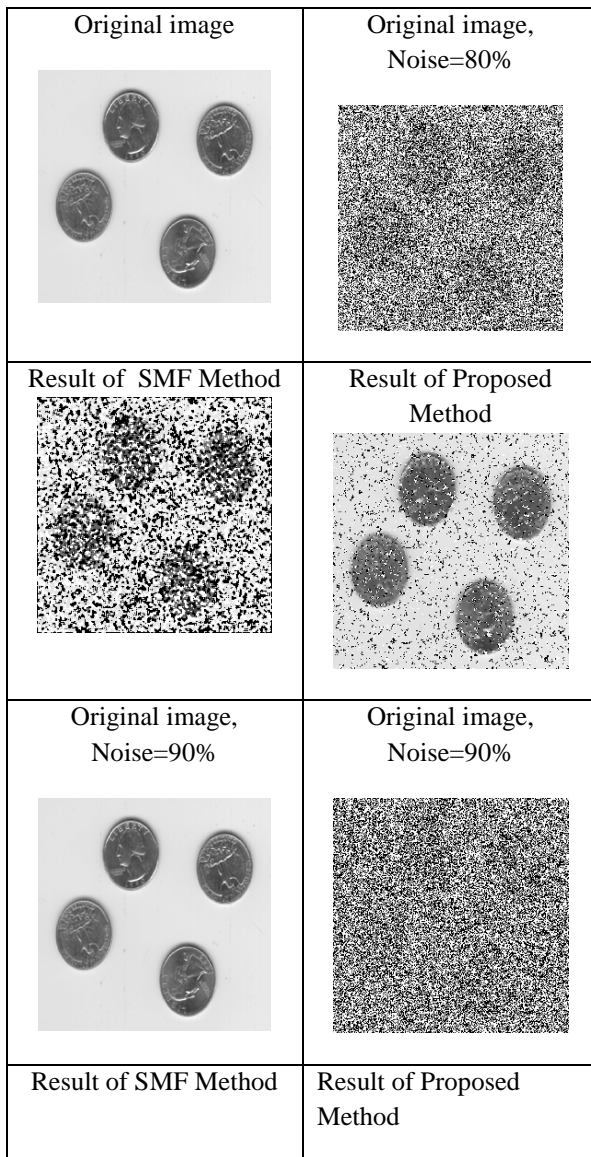 Original image
Original image,
Noise=80%
Result of SMF Method
Result of Proposed
Method
Original image,
Noise=90%
Original image,
Noise=90%
Result of SMF Method
Result of Proposed
Method